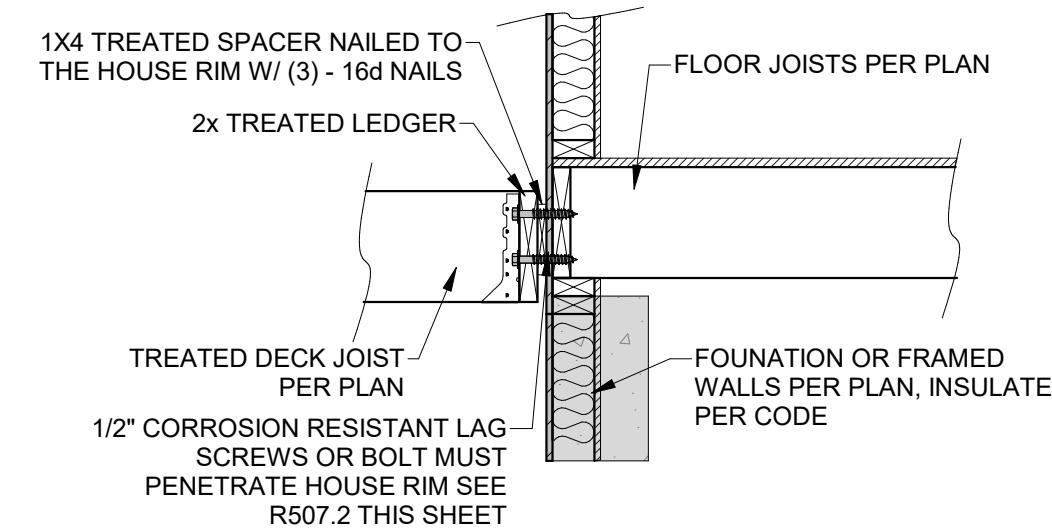 1X4 TREATED SPACER NAILED TO
THE HOUSE RIM W/ (3) - 16d NAILS
2x TREATED LEDGER
FLOOR JOISTS PER PLAN
TREATED DECK JOIST
PER PLAN
1/2" CORROSION RESISTANT LAG
SCREWS OR BOLT MUST
PENETRATE HOUSE RIM SEE
R507.2 THIS SHEET
FOUNATION OR FRAMED
WALLS PER PLAN, INSULATE
PER CODE